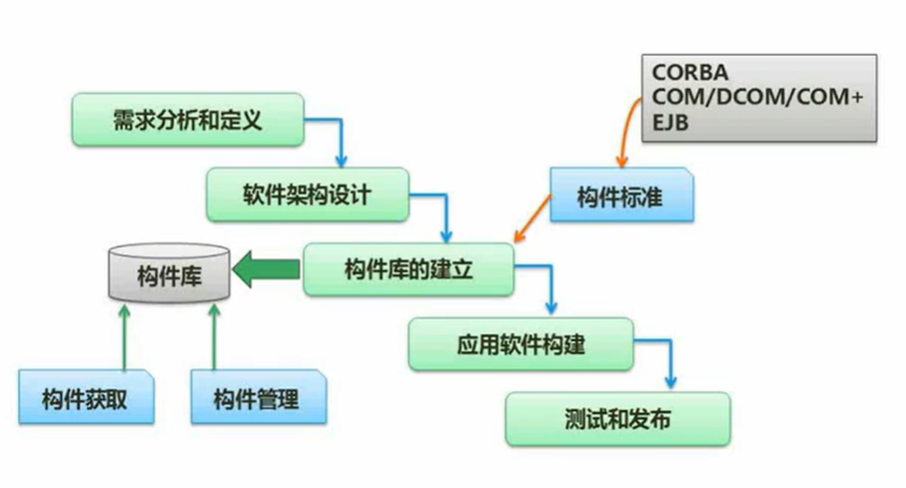 CORBA
COM/DCOM/COM+
EJB
需求分析和定义
软件架构设计
构件标准
构件库的建立
构件库
应用软件构建
构件获取
构件管理
测试和发布